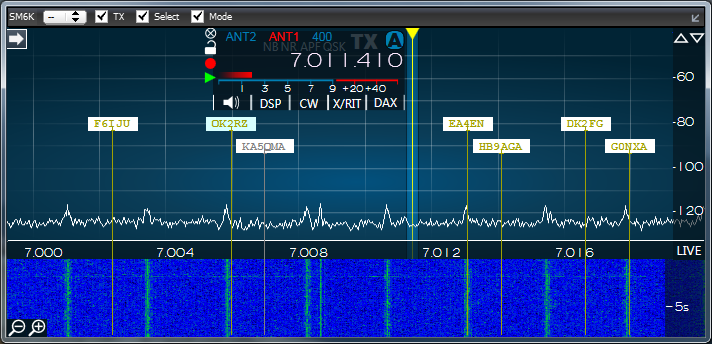 SM6K -- TX Select Mode
ANT2 ANT1 400
NB NR APF QSK TX A
7.011.410
1 3 5 7 9 +20 +40
DSP CW X/RIT DAX
-60
-80
-100
-120
F6IJU OK2RZ EA4EN DK2FG
HB9AGA G0NXA
7.000 7.004 7.008 7.012 7.016 LIVE
5s